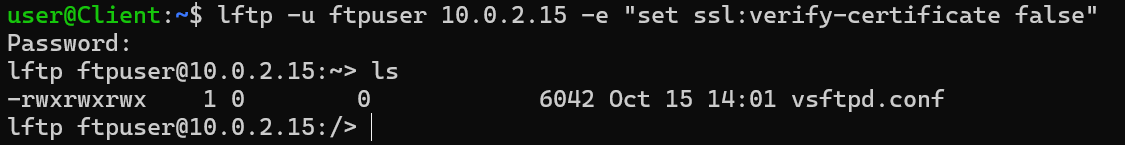 user@Client:~$ lftp -u ftpuser 10.0.2.15 -e "set ssl:verify-certificate false"
Password:
lftp ftpuser@10.0.2.15:~> ls
-rwxrwxrwx    1 0        0            6042 Oct 15 14:01 vsftpd.conf
lftp ftpuser@10.0.2.15:/>